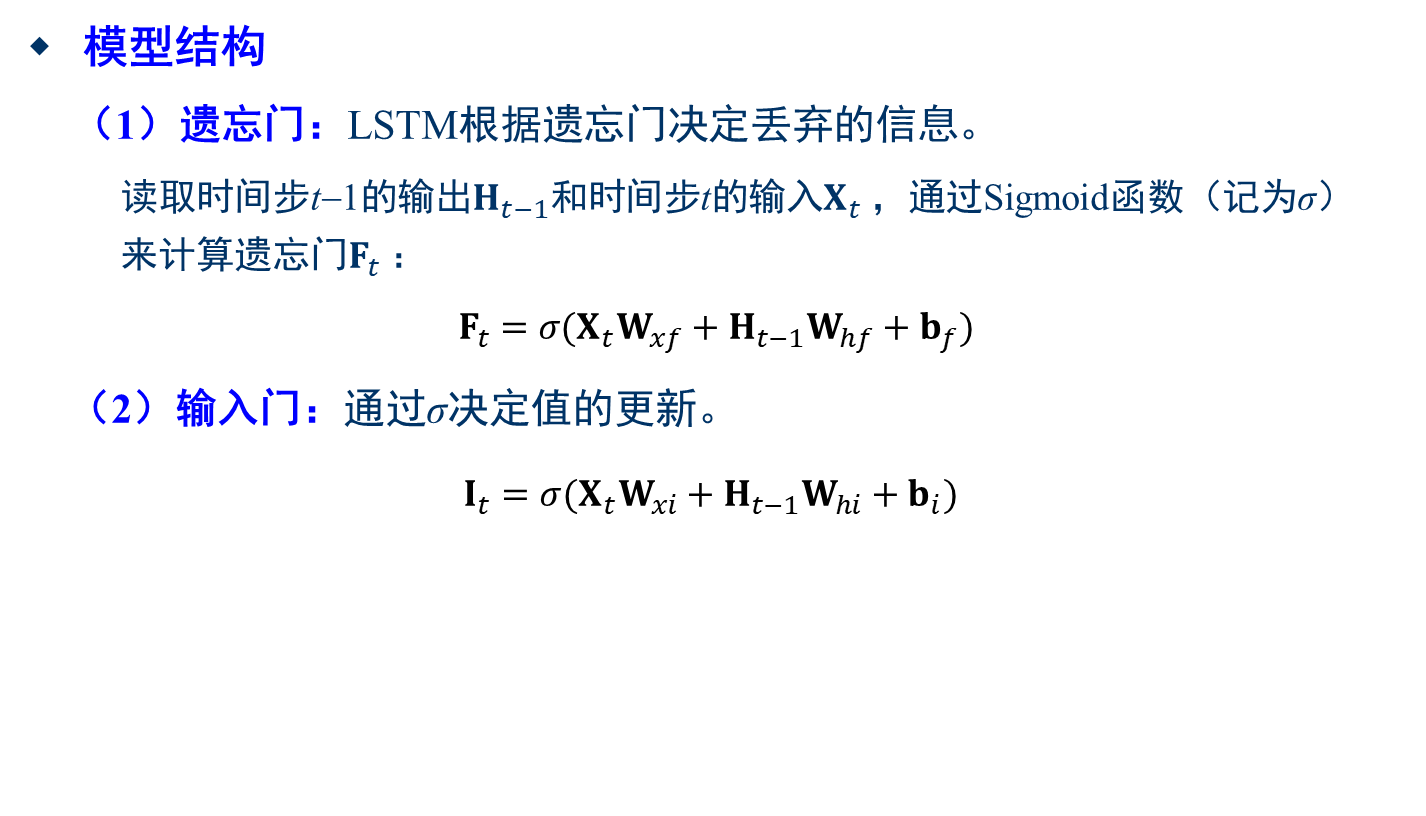 ◆ 模型结构
（1）遗忘门：LSTM根据遗忘门决定丢弃的信息。
读取时间步t–1的输出H_{t−1}和时间步t的输入X_t，通过Sigmoid函数（记为σ）
来计算遗忘门F_t：
F_t = σ(X_tW_{xf} + H_{t−1}W_{hf} + b_f)
（2）输入门：通过σ决定值的更新。
I_t = σ(X_tW_{xi} + H_{t−1}W_{hi} + b_i)